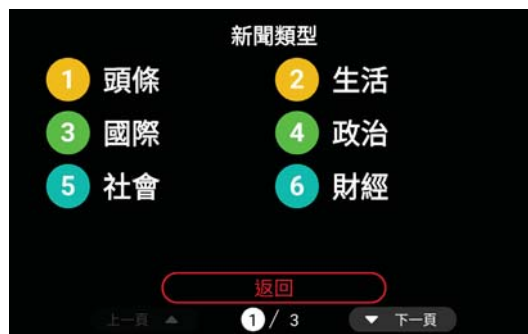 新聞類型
1 頭條 2 生活
3 國際 4 政治
5 社會 6 財經
返回
上一頁 ▲ 1 / 3 ▼ 下一頁